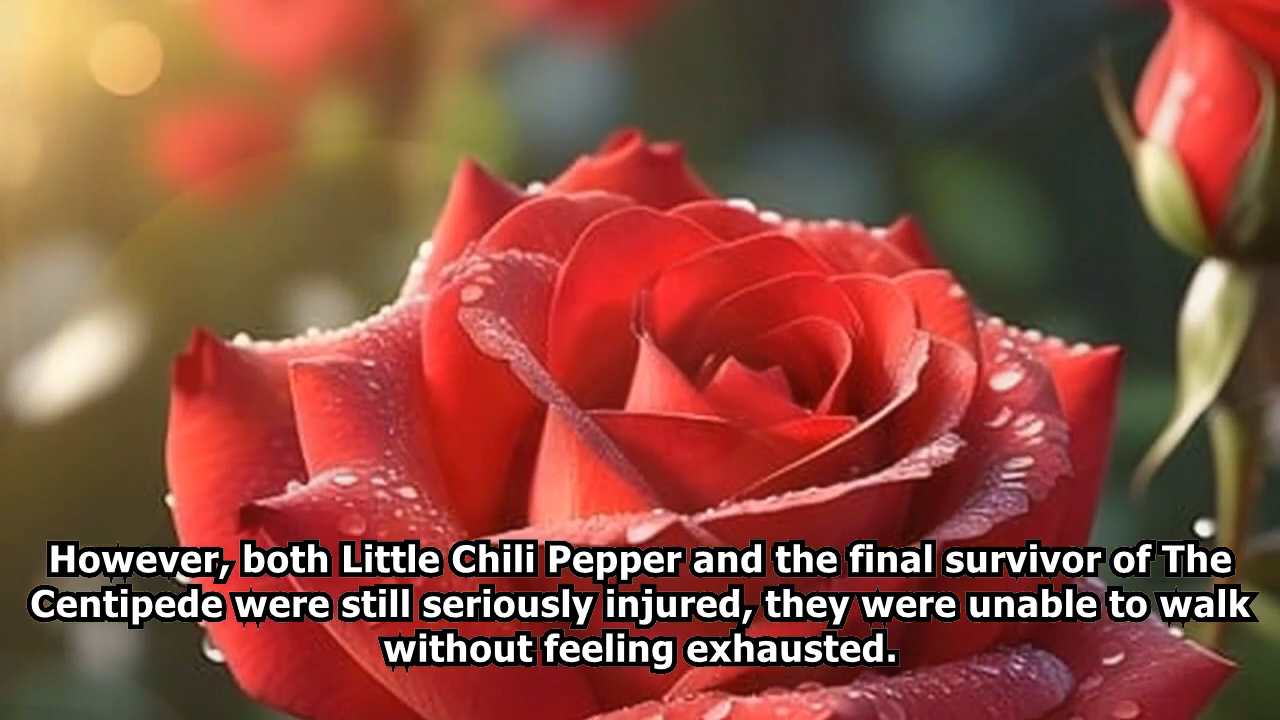 However, both Little Chili Pepper and the final survivor of The
Centipede were still seriously injured, they were unable to walk
without feeling exhausted.